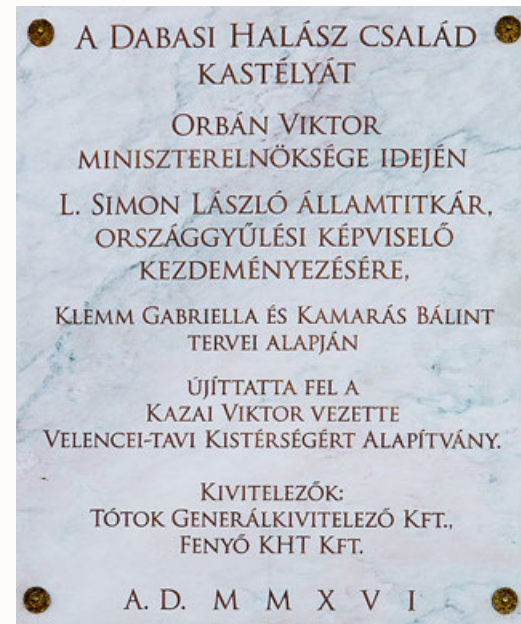 A Dabasi Halász család
kastélyát
Orbán Viktor
miniszterelnöksége idején
L. Simon László államtitkár,
országgyűlési képviselő
kezdeményezésére,
Klemm Gabriella és Kamarás Bálint
tervei alapján
újíttatta fel a
Kazai Viktor vezette
Velencei-tavi Kistérségért Alapítvány.
Kivitelezők:
Tótok Generálkivitelező Kft.,
Fenyő KHT Kft.
A. D. M M X V I